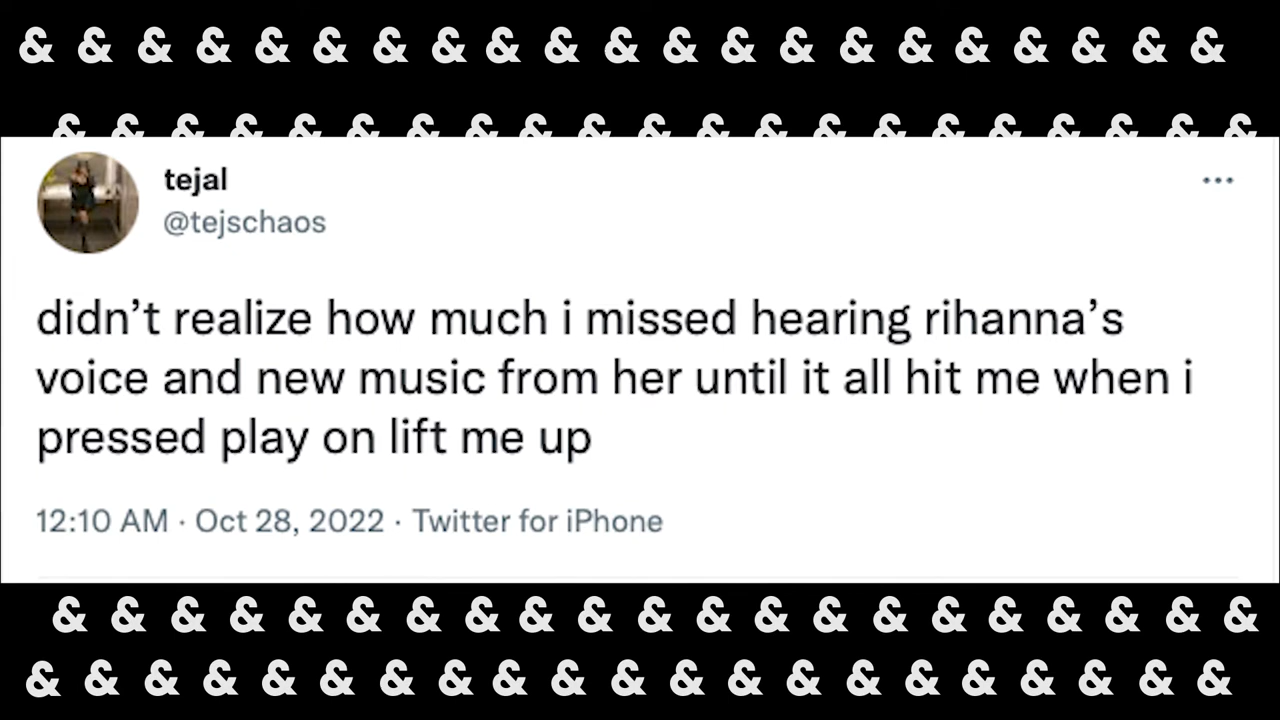 & & & & & & & & & & & & & & & & & & & & &
& & & & & & & & & & & & & & & & & & & & &
tejal
@tejschaos
didn’t realize how much i missed hearing rihanna’s
voice and new music from her until it all hit me when i
pressed play on lift me up
12:10 AM · Oct 28, 2022 · Twitter for iPhone
& & & & & & & & & & & & & & & & & & & & &
& & & & & & & & & & & & & & & & & & & & &